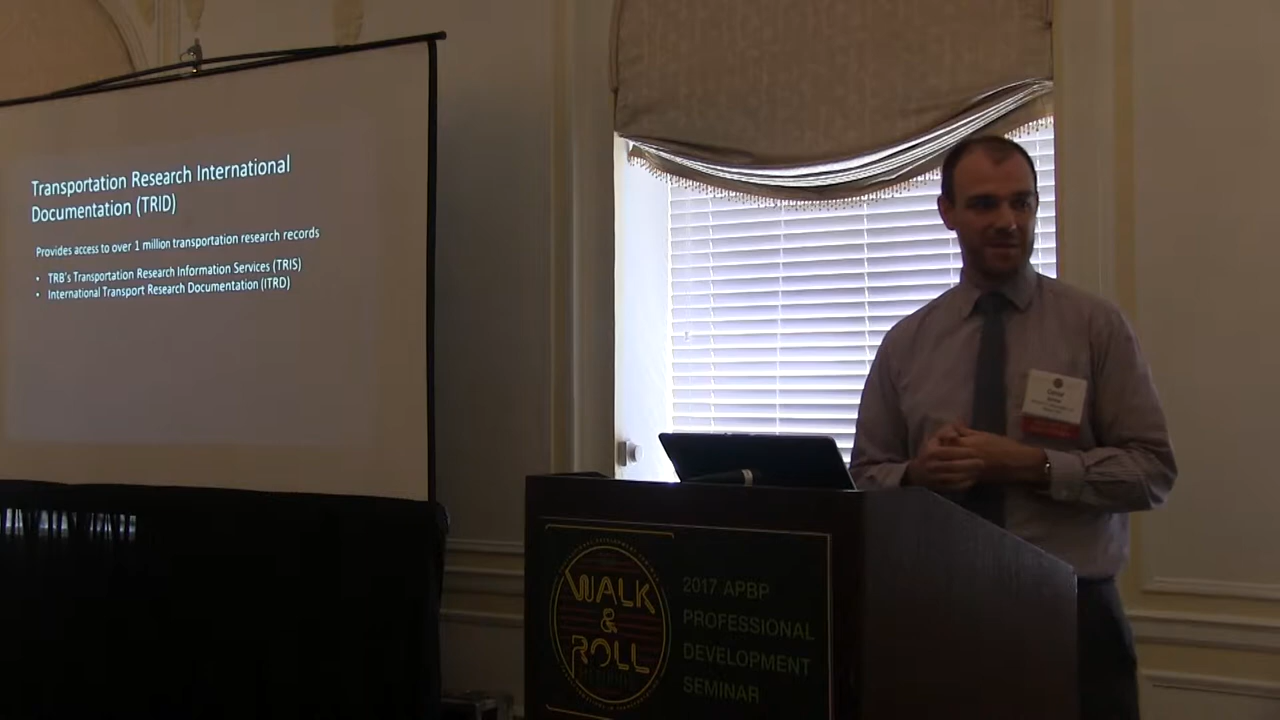 Transportation Research International
Documentation (TRID)
Provides access to over 1 million transportation research records
• TRB's Transportation Research Information Services (TRIS)
• International Transport Research Documentation (ITRD)
WALK
&
ROLL
2017 APBP
PROFESSIONAL
DEVELOPMENT
SEMINAR